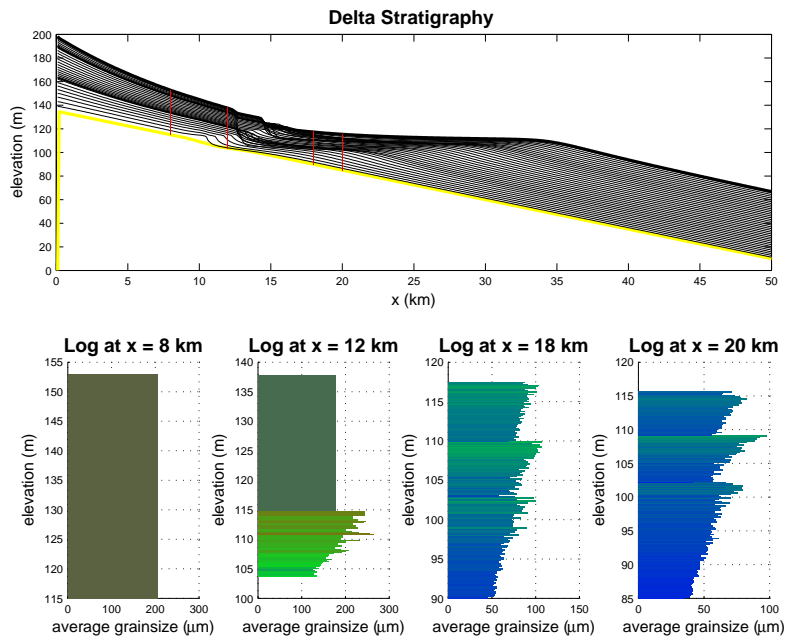 Delta Stratigraphy
200
180
160
140
120
100
80
60
40
20
0
elevation (m)
0 5 10 15 20 25 30 35 40 45 50
x (km)
Log at x = 8 km
155
150
145
140
135
130
125
120
115
elevation (m)
0 100 200 300
average grainsize (μm)
Log at x = 12 km
140
135
130
125
120
115
110
105
100
elevation (m)
0 100 200 300
average grainsize (μm)
Log at x = 18 km
120
115
110
105
100
95
90
elevation (m)
0 50 100 150
average grainsize (μm)
Log at x = 20 km
120
115
110
105
100
95
90
85
elevation (m)
0 50 100
average grainsize (μm)